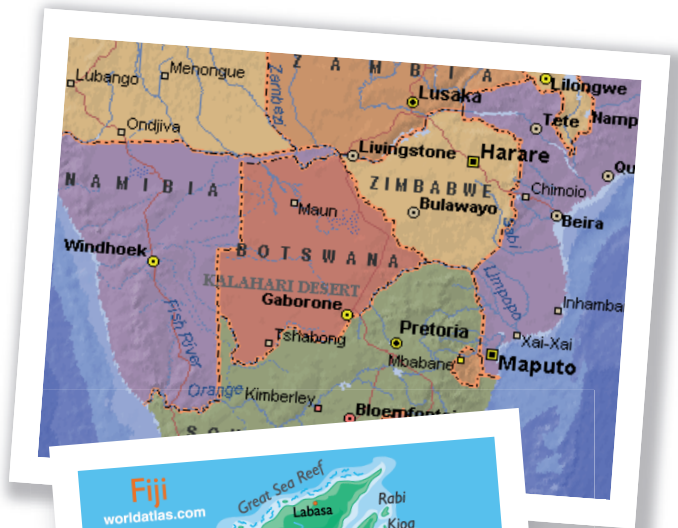 ZAMBIA
Lubango
Menongue
Zambezi
Lilongwe
Lusaka
Ondjiva
Tete
Livingstone
Harare
NAMIBIA
ZIMBABWE
Chimoio
Maun
Bulawayo
Beira
Sabi
Windhoek
BOTSWANA
KALAHARI DESERT
Limpopo
Gaborone
Inhamba
Fish River
Tshabong
Pretoria
Xai-Xai
Mbabane
Maputo
Orange
Kimberley
Fiji
worldatlas.com
Great Sea Reef
Labasa
Rabi